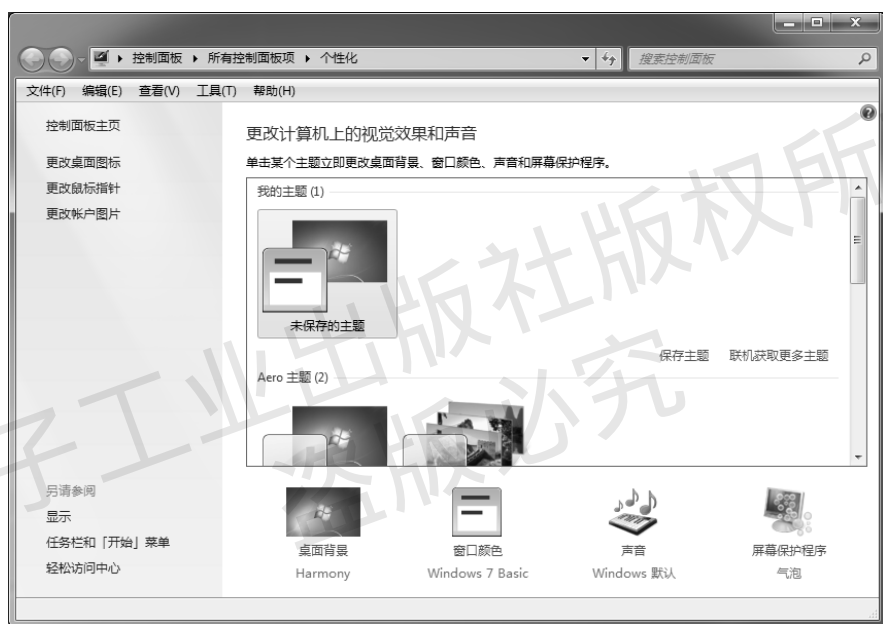 控制面板 ▸ 所有控制面板项 ▸ 个性化
搜索控制面板
文件(F) 编辑(E) 查看(V) 工具(T) 帮助(H)
控制面板主页
更改桌面图标
更改鼠标指针
更改帐户图片
更改计算机上的视觉效果和声音
单击某个主题立即更改桌面背景、窗口颜色、声音和屏幕保护程序。
我的主题 (1)
未保存的主题
保存主题 联机获取更多主题
Aero 主题 (2)
另请参阅
显示
任务栏和「开始」菜单
轻松访问中心
桌面背景
Harmony
窗口颜色
Windows 7 Basic
声音
Windows 默认
屏幕保护程序
气泡
子工业出版社版权所
盗版必究